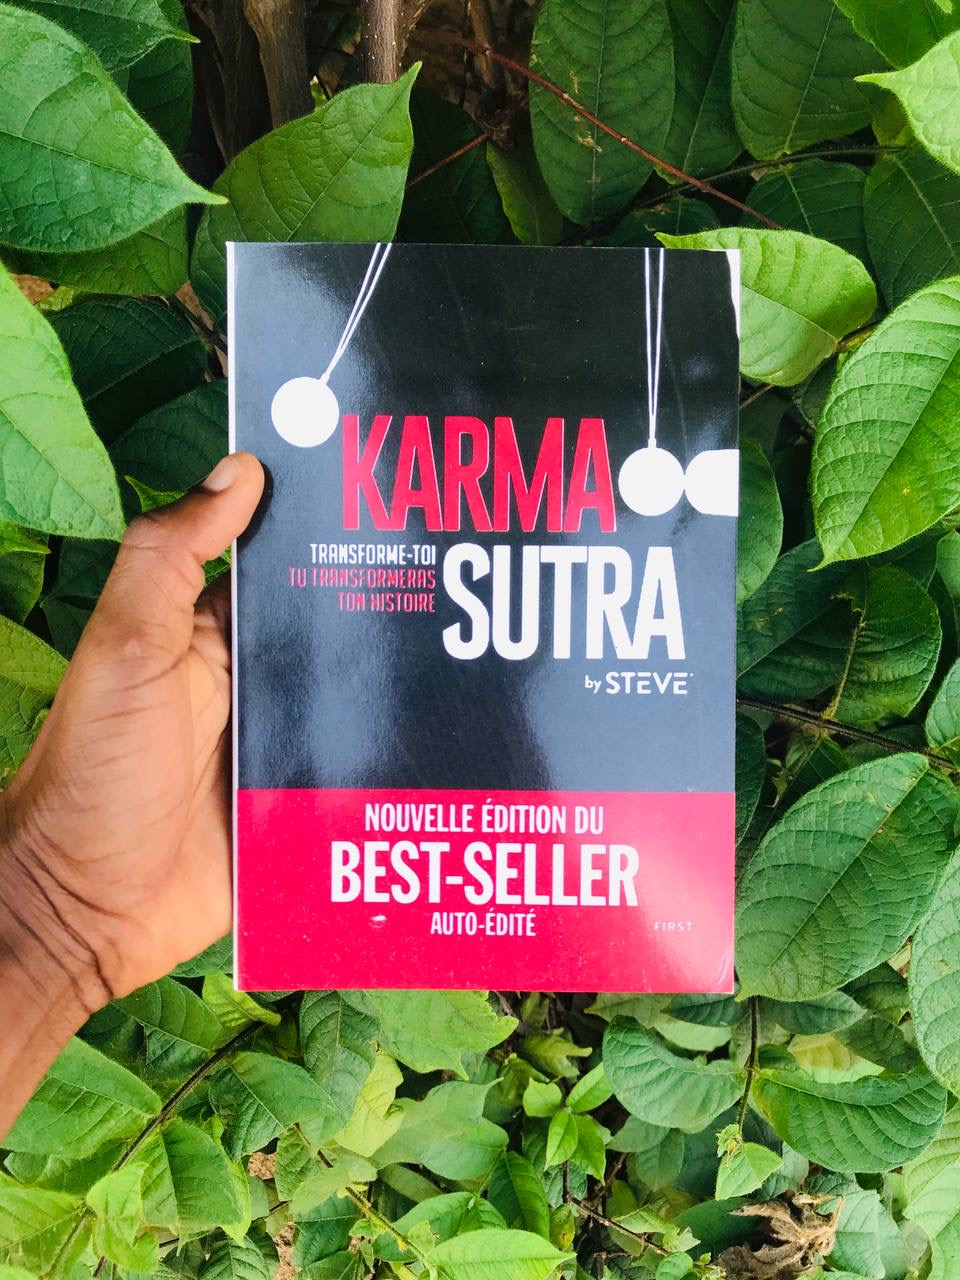 KARMA
TRANSFORME-TOI
TU TRANSFORMERAS
TON HISTOIRE
SUTRA
by STEVE
NOUVELLE ÉDITION DU
BEST-SELLER
AUTO-ÉDITÉ
FIRST